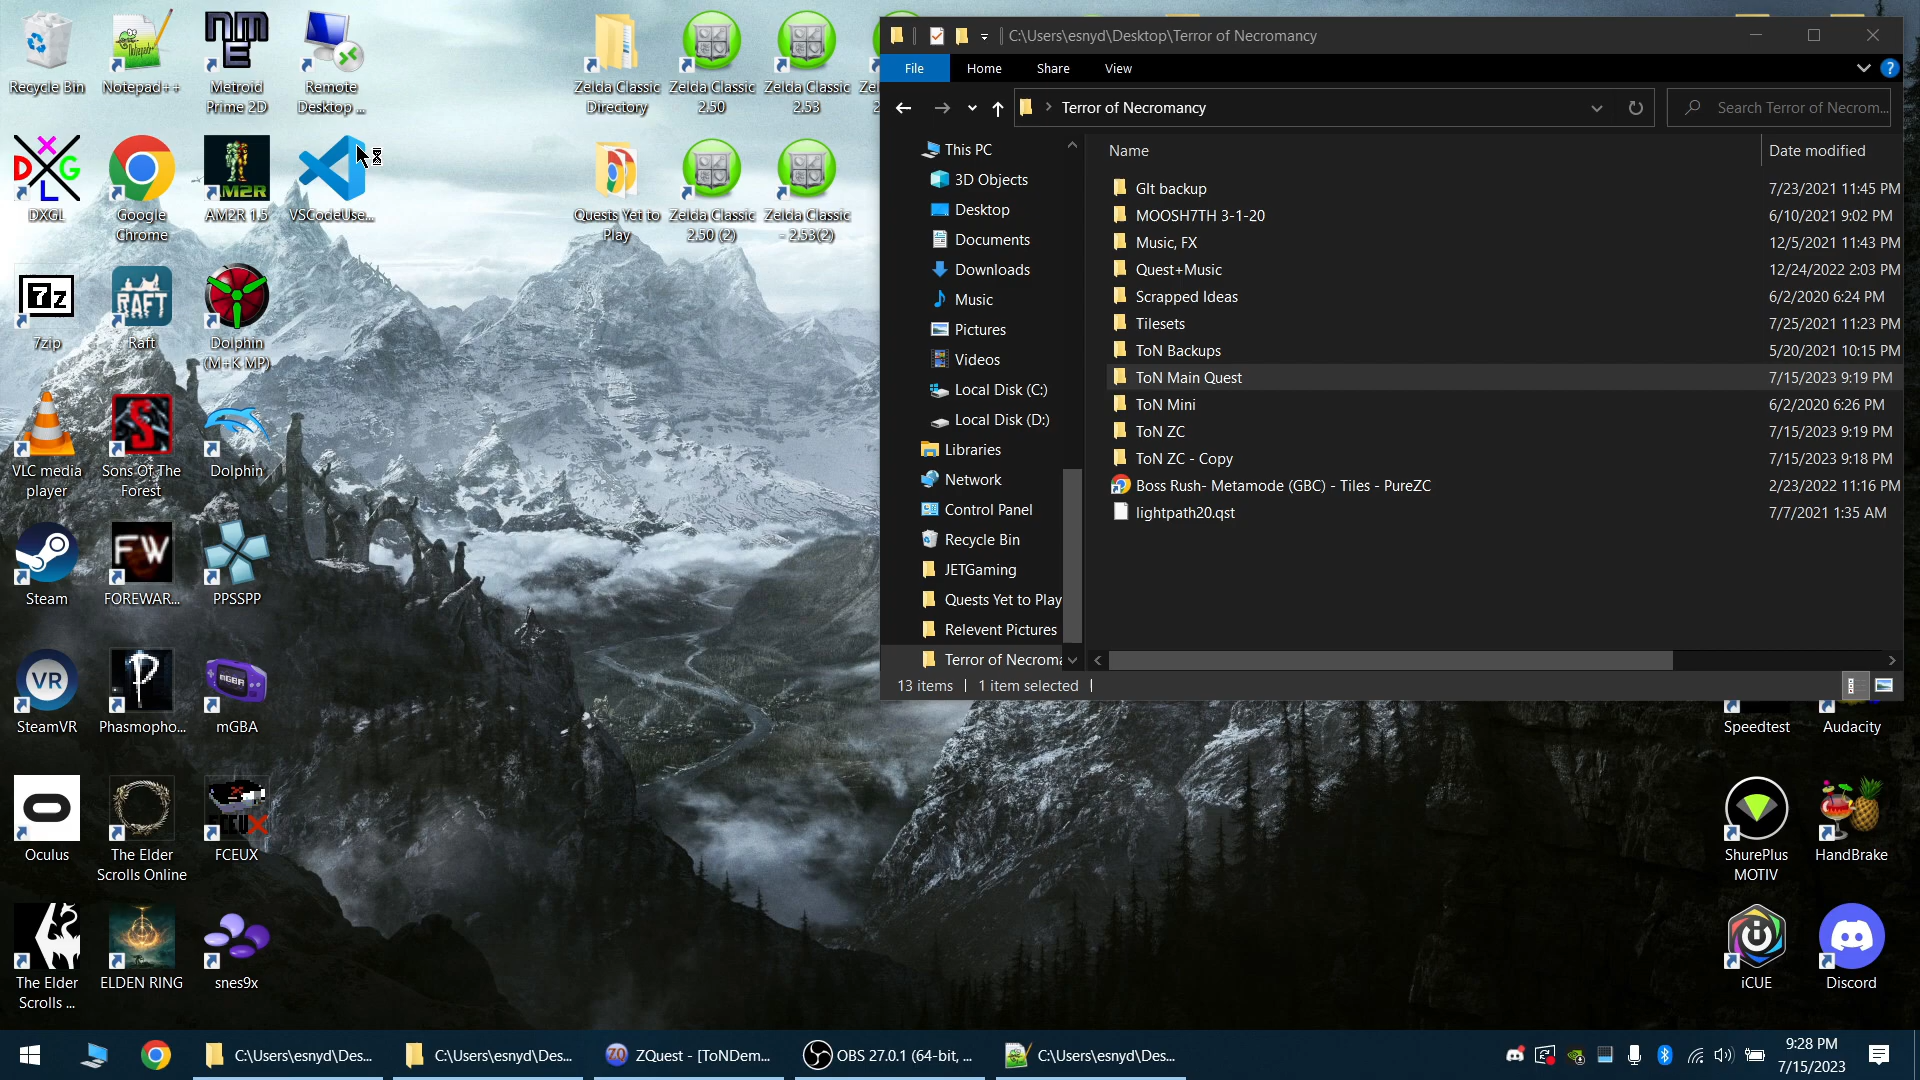 Recycle Bin
Notepad++
Metroid
Prime 2D
Remote
Desktop ...
Zelda Classic
Directory
Zelda Classic
2.50
Zelda Classic
2.53
DXGL
Google
Chrome
AM2R
AM2R 1.5
VSCodeUse...
Quests Yet to
Play
Zelda Classic
2.50 (2)
Zelda Classic
- 2.53(2)
7z
7zip
RAFT
Raft
Dolphin
(M+K MP)
VLC media
player
Sons Of The
Forest
Dolphin
Steam
FW
FOREWAR...
PPSSPP
VR
SteamVR
Phasmopho...
mGBA
mGBA
Oculus
The Elder
Scrolls Online
FCEUX
The Elder
Scrolls ...
ELDEN RING
snes9x
C:\Users\esnyd\Desktop\Terror of Necromancy
File
Home
Share
View
Terror of Necromancy
Search Terror of Necrom...
This PC
3D Objects
Desktop
Documents
Downloads
Music
Pictures
Videos
Local Disk (C:)
Local Disk (D:)
Libraries
Network
Control Panel
Recycle Bin
JETGaming
Quests Yet to Play
Relevent Pictures
Terror of Necroma
Name
Date modified
GIt backup 7/23/2021 11:45 PM
MOOSH7TH 3-1-20 6/10/2021 9:02 PM
Music, FX 12/5/2021 11:43 PM
Quest+Music 12/24/2022 2:03 PM
Scrapped Ideas 6/2/2020 6:24 PM
Tilesets 7/25/2021 11:23 PM
ToN Backups 5/20/2021 10:15 PM
ToN Main Quest 7/15/2023 9:19 PM
ToN Mini 6/2/2020 6:26 PM
ToN ZC 7/15/2023 9:19 PM
ToN ZC - Copy 7/15/2023 9:18 PM
Boss Rush- Metamode (GBC) - Tiles - PureZC 2/23/2022 11:16 PM
lightpath20.qst 7/7/2021 1:35 AM
13 items
1 item selected
Speedtest
Audacity
ShurePlus
MOTIV
HandBrake
iCUE
Discord
C:\Users\esnyd\Des...
C:\Users\esnyd\Des...
ZQuest - [ToNDem...
OBS 27.0.1 (64-bit, ...
C:\Users\esnyd\Des...
9:28 PM
7/15/2023